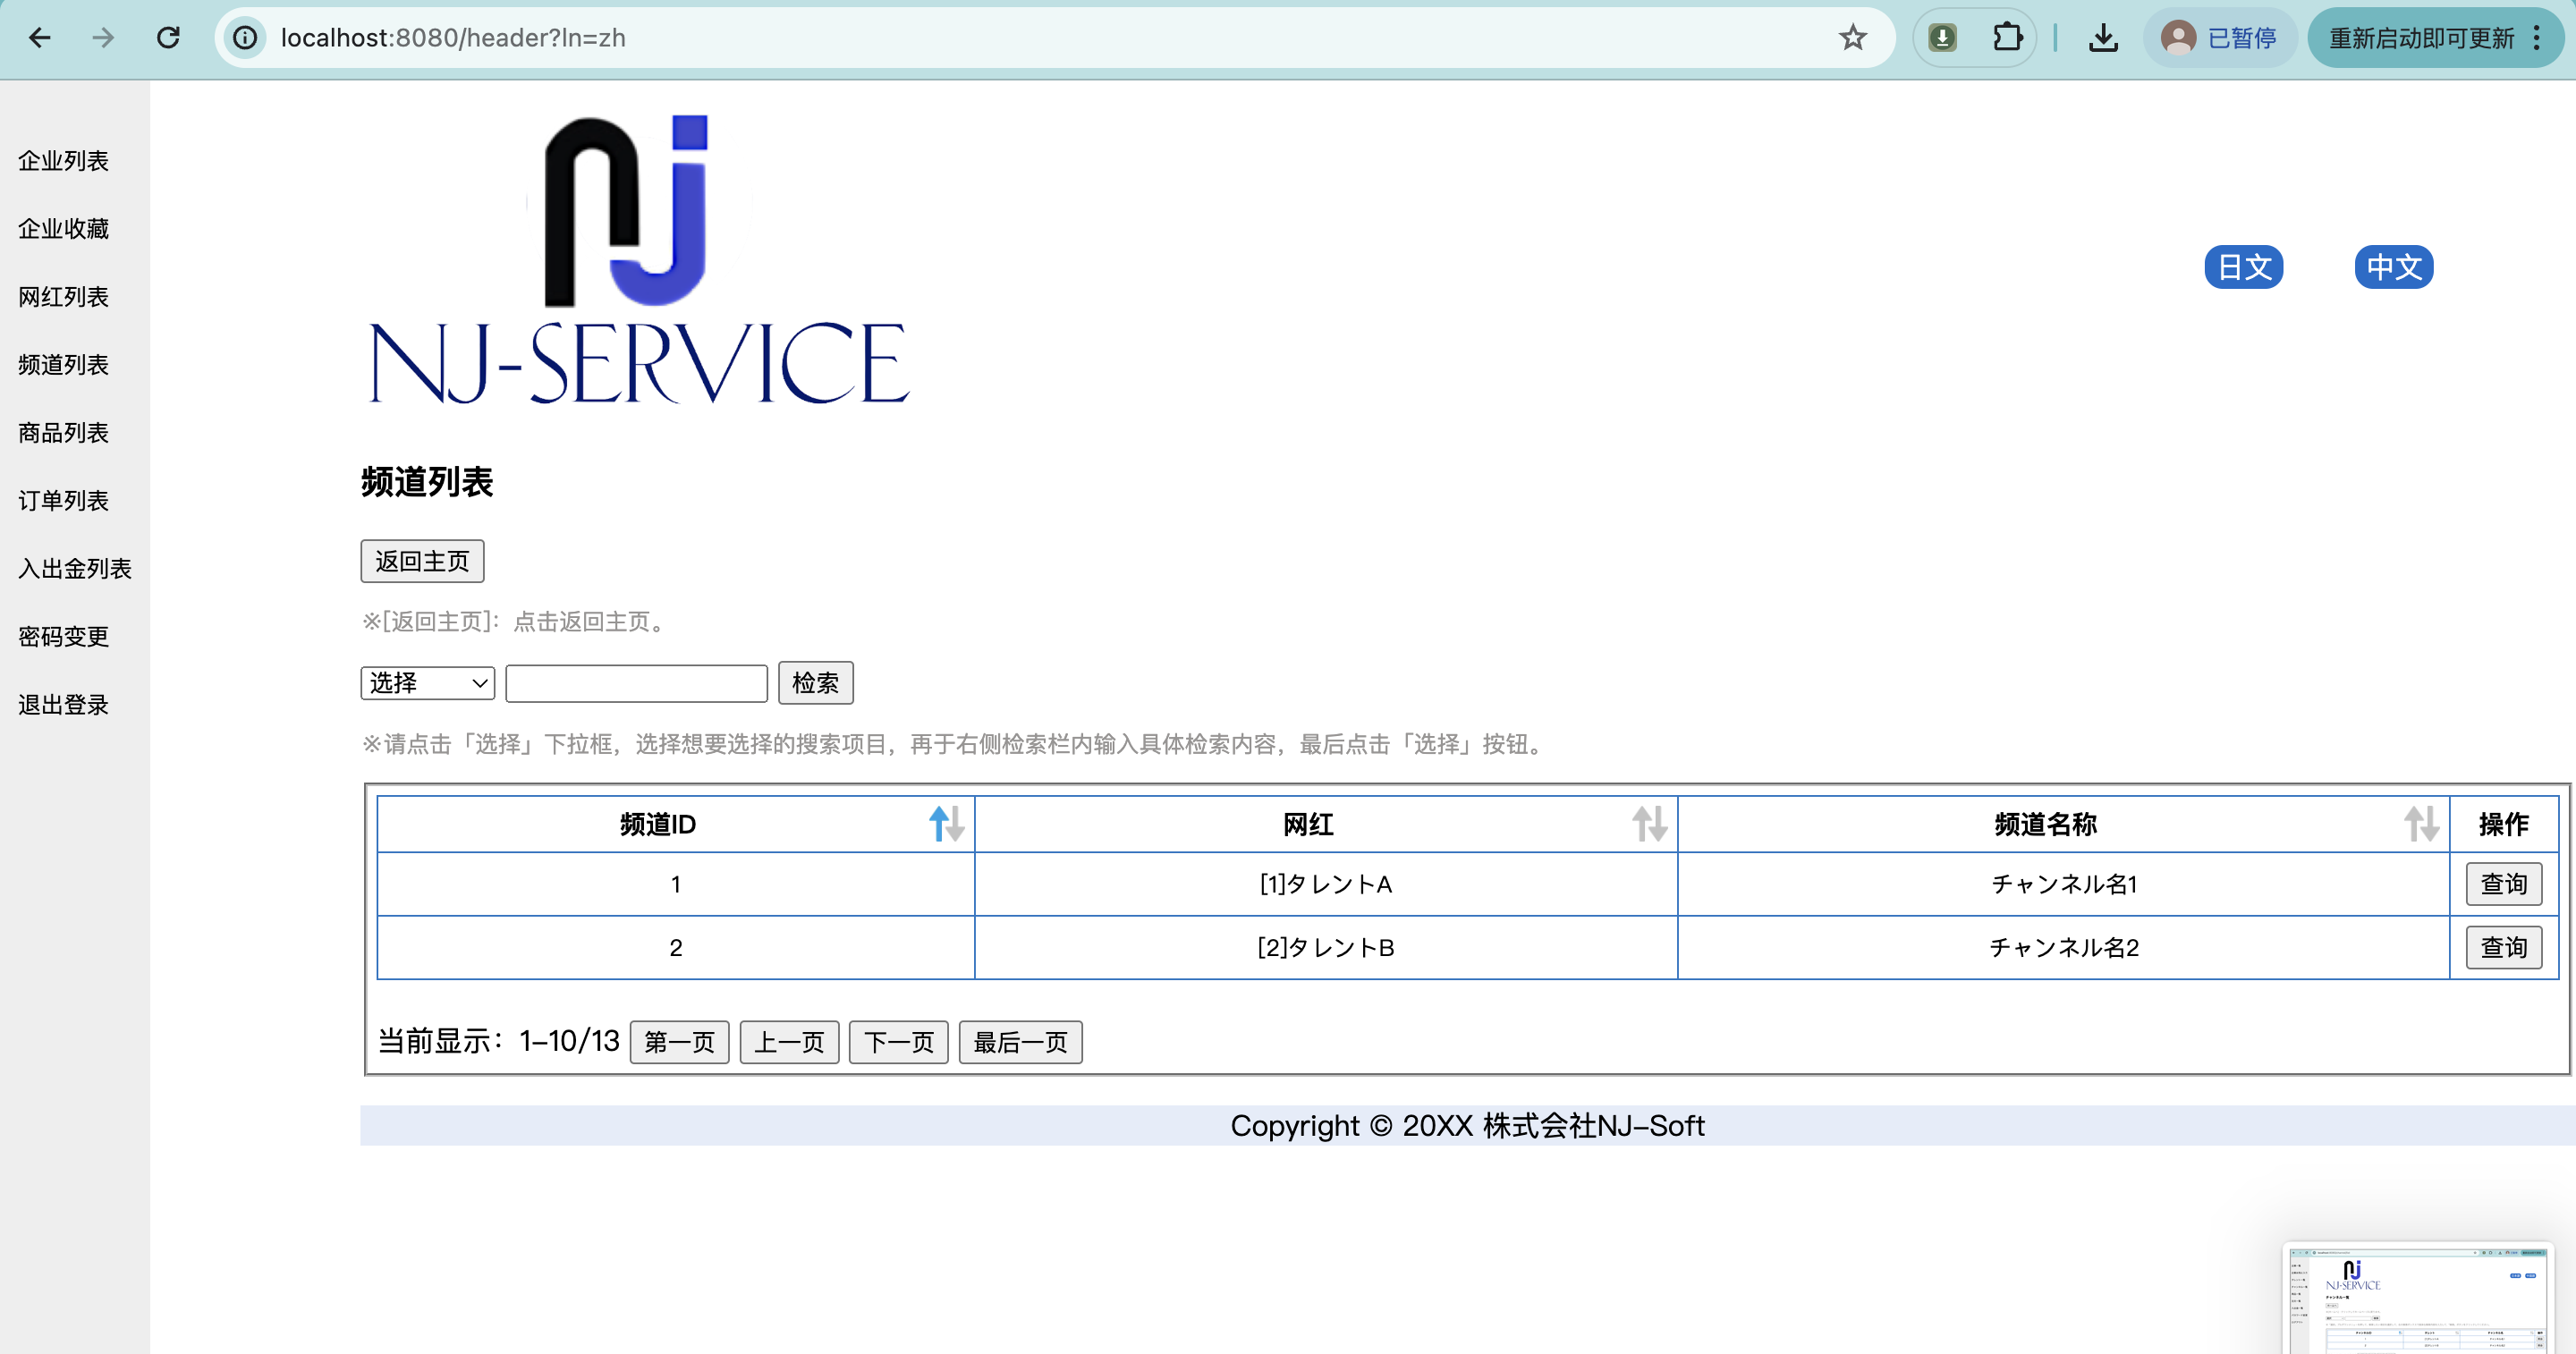 localhost:8080/header?ln=zh
已暂停
重新启动即可更新
企业列表
企业收藏
网红列表
频道列表
商品列表
订单列表
入出金列表
密码变更
退出登录
NJ
NJ-SERVICE
日文
中文
频道列表
返回主页
※[返回主页]：点击返回主页。
选择
检索
※请点击「选择」下拉框，选择想要选择的搜索项目，再于右侧检索栏内输入具体检索内容，最后点击「选择」按钮。
频道ID 网红 频道名称 操作
1 [1]タレントA チャンネル名1 查询
2 [2]タレントB チャンネル名2 查询
当前显示：1–10/13 第一页 上一页 下一页 最后一页
Copyright © 20XX 株式会社NJ–Soft
NJ-SERVICE